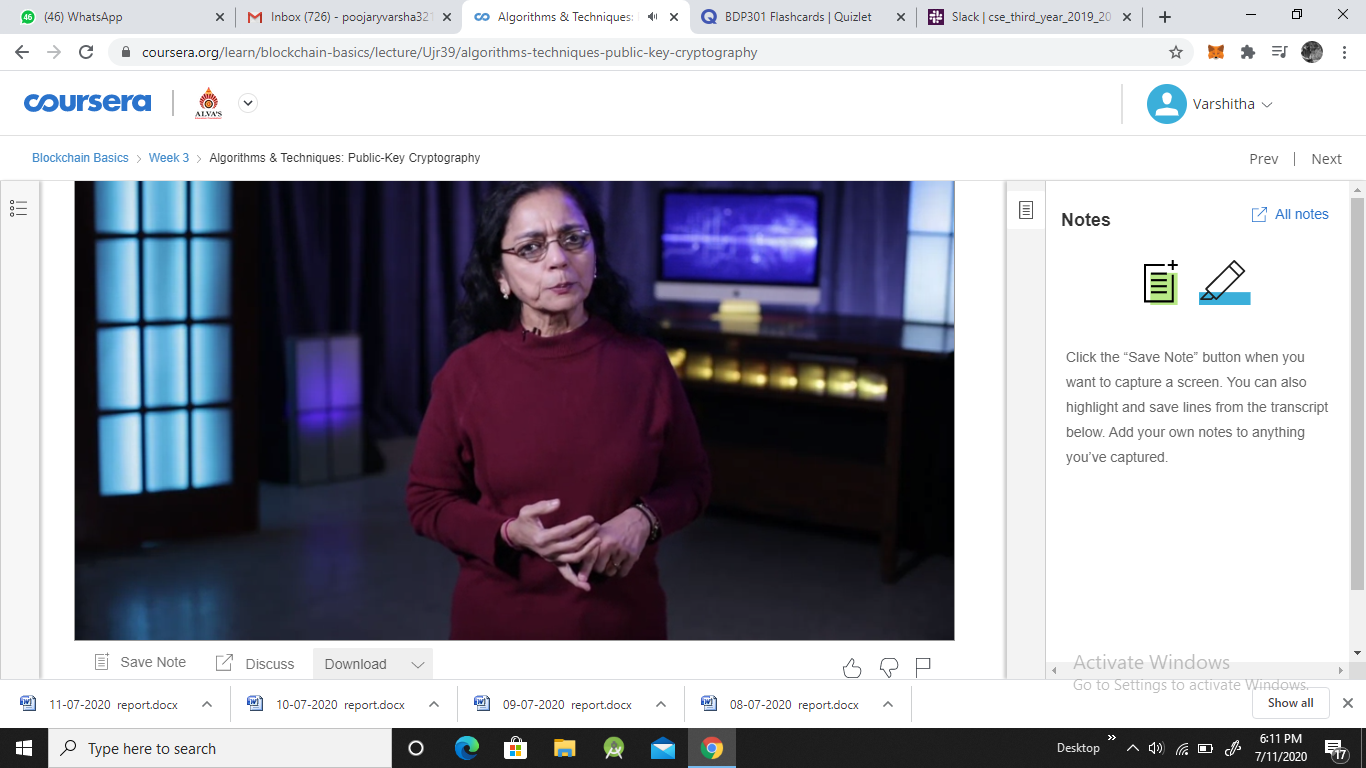 (46) WhatsApp
Inbox (726) - poojaryvarsha321
Algorithms & Techniques:
BDP301 Flashcards | Quizlet
Slack | cse_third_year_2019_20
coursera.org/learn/blockchain-basics/lecture/Ujr39/algorithms-techniques-public-key-cryptography
coursera
ALVA'S
Varshitha
Blockchain Basics > Week 3 > Algorithms & Techniques: Public-Key Cryptography
Prev | Next
Notes
All notes
Click the “Save Note” button when you
want to capture a screen. You can also
highlight and save lines from the transcript
below. Add your own notes to anything
you’ve captured.
Save Note
Discuss
Download
Activate Windows
Go to Settings to activate Windows.
11-07-2020 report.docx
10-07-2020 report.docx
09-07-2020 report.docx
08-07-2020 report.docx
Show all
Type here to search
Desktop
6:11 PM
7/11/2020
17